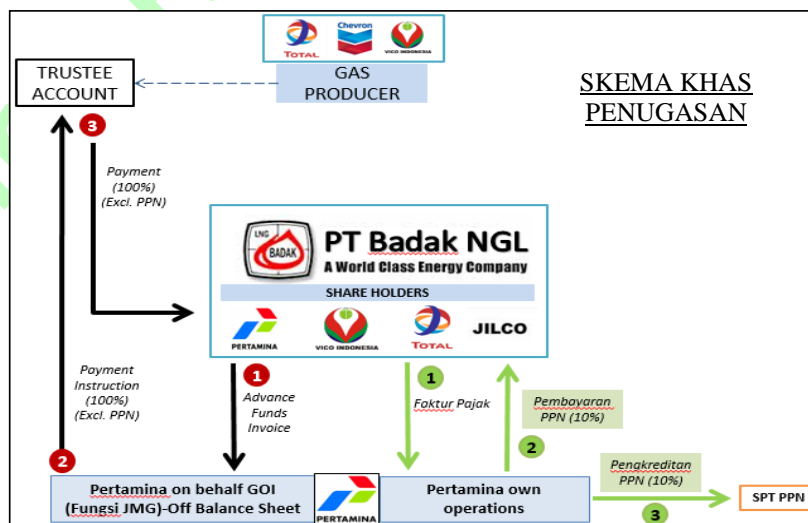 SKEMA KHAS
PENUGASAN
TOTAL
Chevron
VICO INDONESIA
GAS
PRODUCER
TRUSTEE
ACCOUNT
3
Payment
(100%)
(Excl. PPN)
LNG
BADAK
PT Badak NGL
A World Class Energy Company
SHARE HOLDERS
PERTAMINA
VICO INDONESIA
TOTAL
JILCO
1
Advance
Funds
Invoice
1
Faktur Pajak
Pembayaran
PPN (10%)
2
Payment
Instruction
(100%)
(Excl. PPN)
2
Pertamina on behalf GOI
(Fungsi JMG)-Off Balance Sheet
PERTAMINA
Pertamina own
operations
Pengkreditan
PPN (10%)
3
SPT PPN